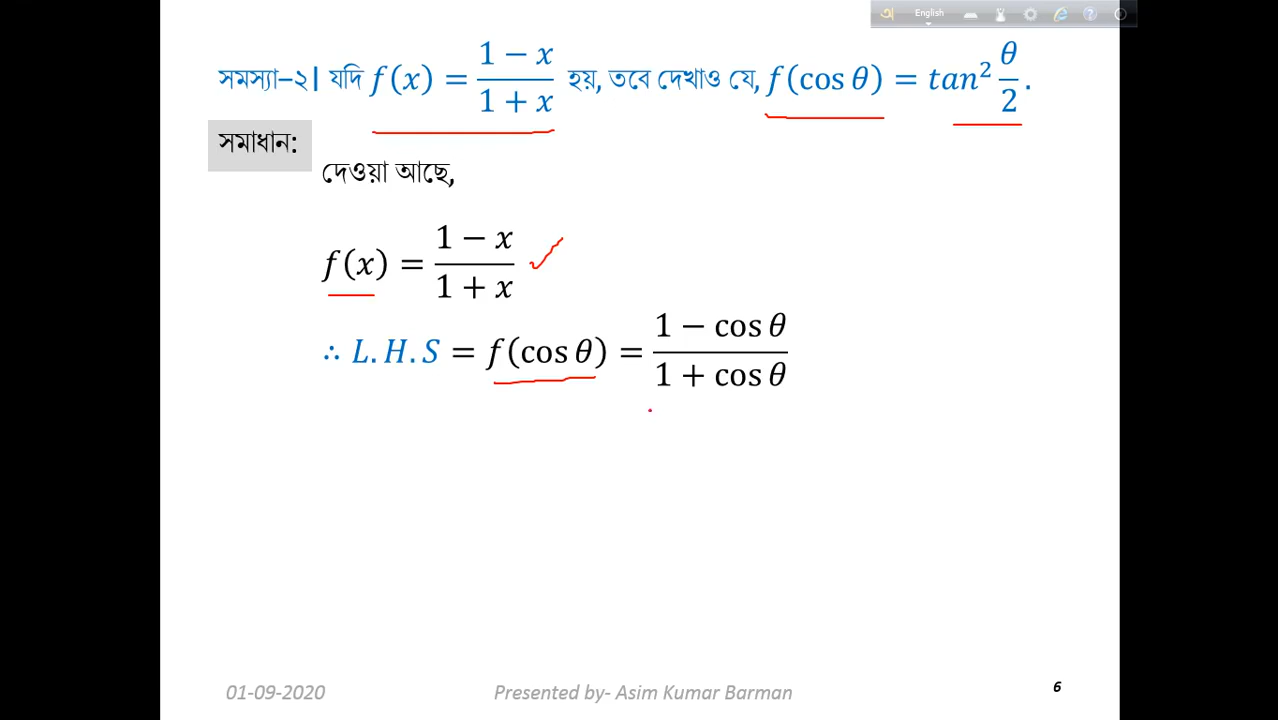 অ English
সমস্যা–২। যদি f(x) = (1 − x)/(1 + x) হয়, তবে দেখাও যে, f(cos θ) = tan² θ/2 .
সমাধান:
দেওয়া আছে,
f(x) = (1 − x)/(1 + x)
∴ L.H.S = f(cos θ) = (1 − cos θ)/(1 + cos θ)
01-09-2020 Presented by- Asim Kumar Barman 6